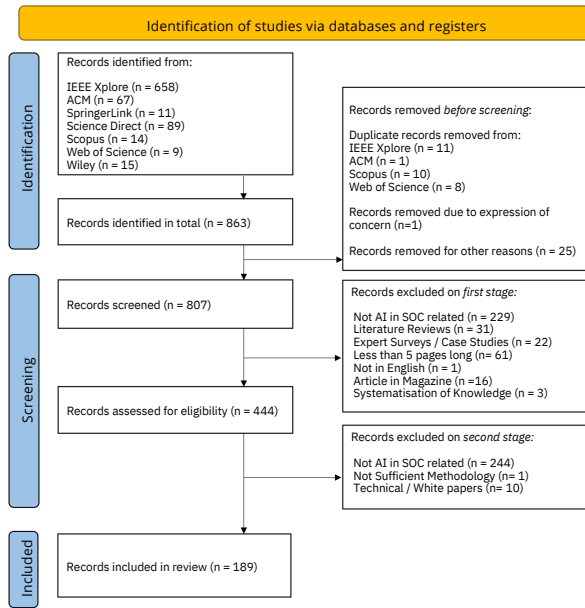 Identification of studies via databases and registers
Identification
Records identified from:
IEEE Xplore (n = 658)
ACM (n = 67)
SpringerLink (n = 11)
Science Direct (n = 89)
Scopus (n = 14)
Web of Science (n = 9)
Wiley (n = 15)
Records identified in total (n = 863)
Records removed before screening:
Duplicate records removed from:
IEEE Xplore (n = 11)
ACM (n = 1)
Scopus (n = 10)
Web of Science (n = 8)
Records removed due to expression of
concern (n=1)
Records removed for other reasons (n = 25)
Screening
Records screened (n = 807)
Records excluded on first stage:
Not AI in SOC related (n = 229)
Literature Reviews (n = 31)
Expert Surveys / Case Studies (n = 22)
Less than 5 pages long (n= 61)
Not in English (n = 1)
Article in Magazine (n =16)
Systematisation of Knowledge (n = 3)
Records assessed for eligibility (n = 444)
Records excluded on second stage:
Not AI in SOC related (n = 244)
Not Sufficient Methodology (n= 1)
Technical / White papers (n= 10)
Included
Records included in review (n = 189)